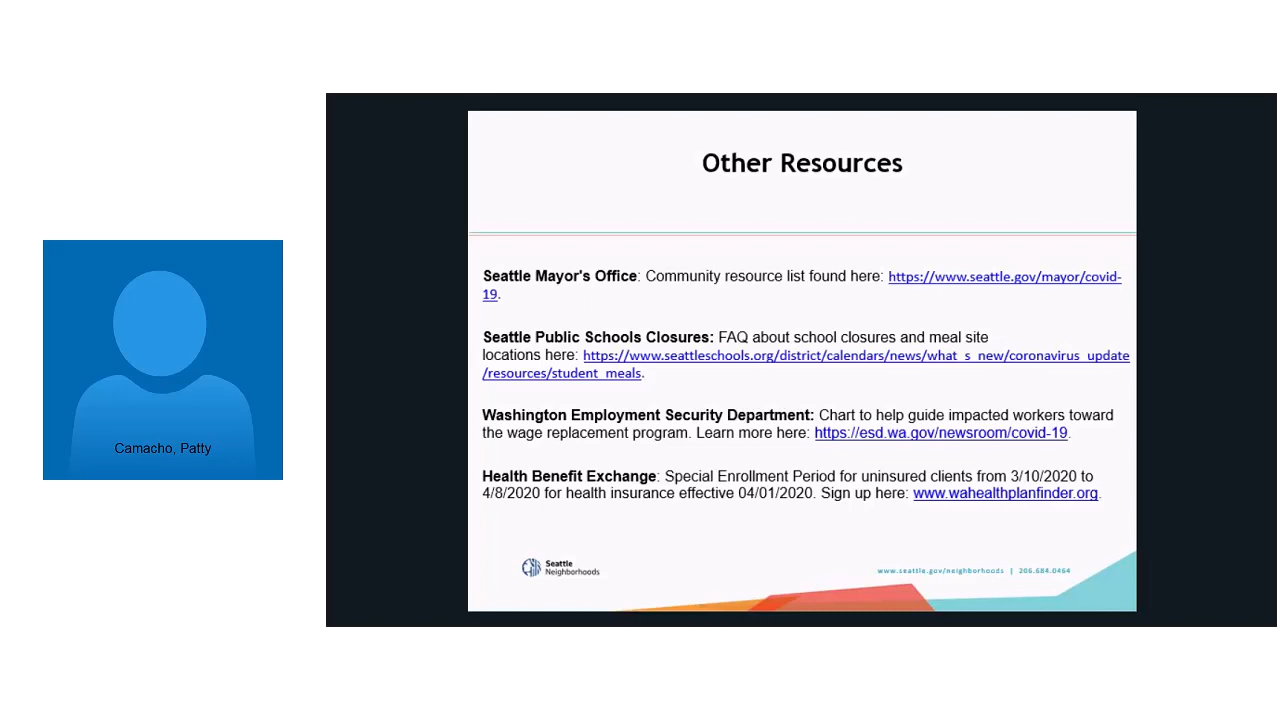 Other Resources
Seattle Mayor's Office: Community resource list found here: https://www.seattle.gov/mayor/covid-
19.
Seattle Public Schools Closures: FAQ about school closures and meal site
locations here: https://www.seattleschools.org/district/calendars/news/what_s_new/coronavirus_update
/resources/student_meals.
Washington Employment Security Department: Chart to help guide impacted workers toward
the wage replacement program. Learn more here: https://esd.wa.gov/newsroom/covid-19.
Health Benefit Exchange: Special Enrollment Period for uninsured clients from 3/10/2020 to
4/8/2020 for health insurance effective 04/01/2020. Sign up here: www.wahealthplanfinder.org.
Camacho, Patty
Seattle
Neighborhoods
www.seattle.gov/neighborhoods | 206.684.0464